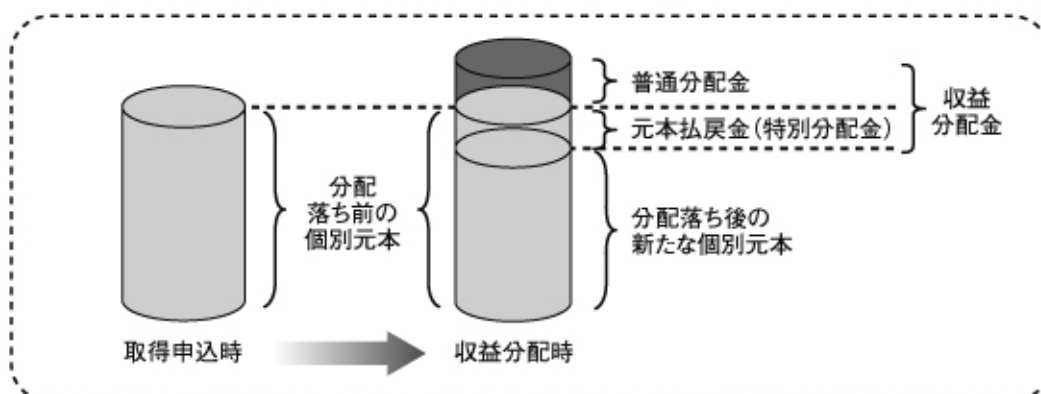 普通分配金
元本払戻金(特別分配金)
収益
分配金
分配
落ち前の
個別元本
分配落ち後の
新たな個別元本
取得申込時
収益分配時